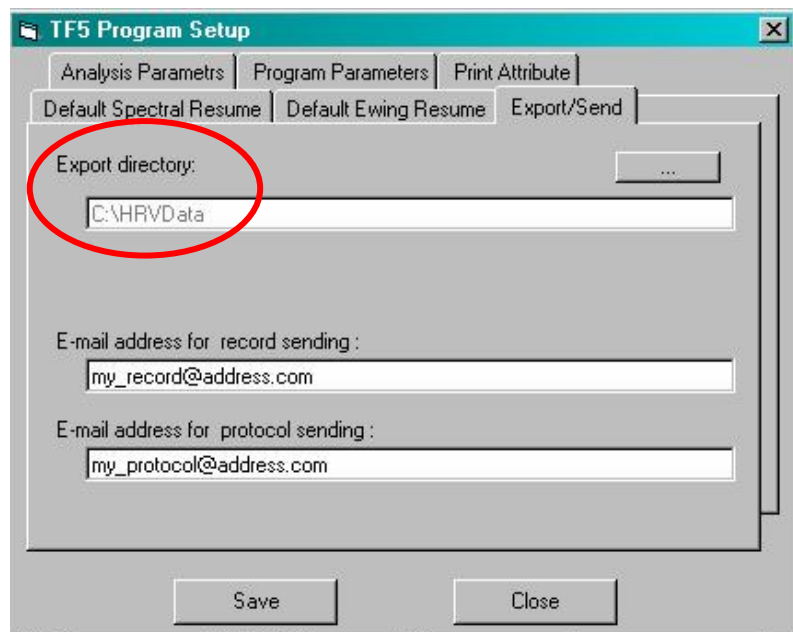 TF5 Program Setup
Analysis Parametrs Program Parameters Print Attribute
Default Spectral Resume Default Ewing Resume Export/Send
Export directory:
...
C:\HRVData
E-mail address for record sending :
my_record@address.com
E-mail address for protocol sending :
my_protocol@address.com
Save Close